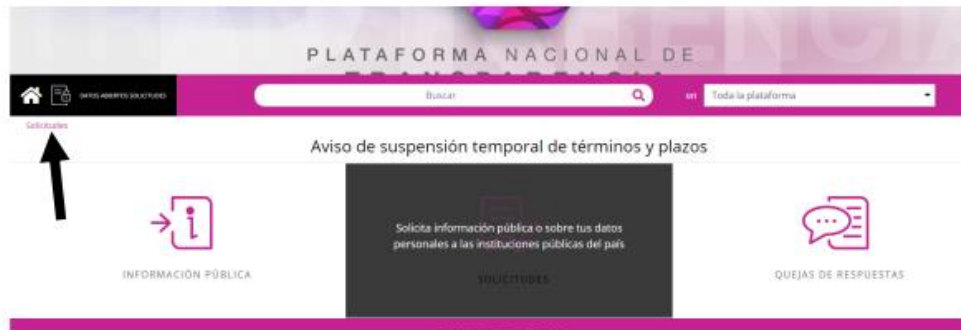 PLATAFORMA NACIONAL DE
TRANSPARENCIA
DATOS ABIERTOS SOLICITUDES
Buscar
en
Toda la plataforma
Solicitudes
Aviso de suspensión temporal de términos y plazos
INFORMACIÓN PÚBLICA
Solicita información pública o sobre tus datos
personales a las instituciones públicas del país
SOLICITUDES
QUEJAS DE RESPUESTAS